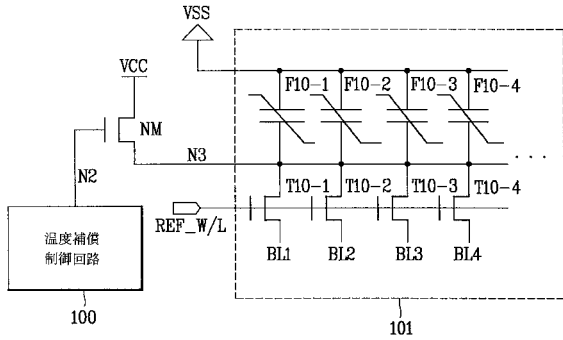 VSS
VCC
F10-1 F10-2 F10-3 F10-4
NM
N2
N3
. . .
T10-1 T10-2 T10-3 T10-4
REF_W/L
BL1 BL2 BL3 BL4
温度補償
制御回路
100
101